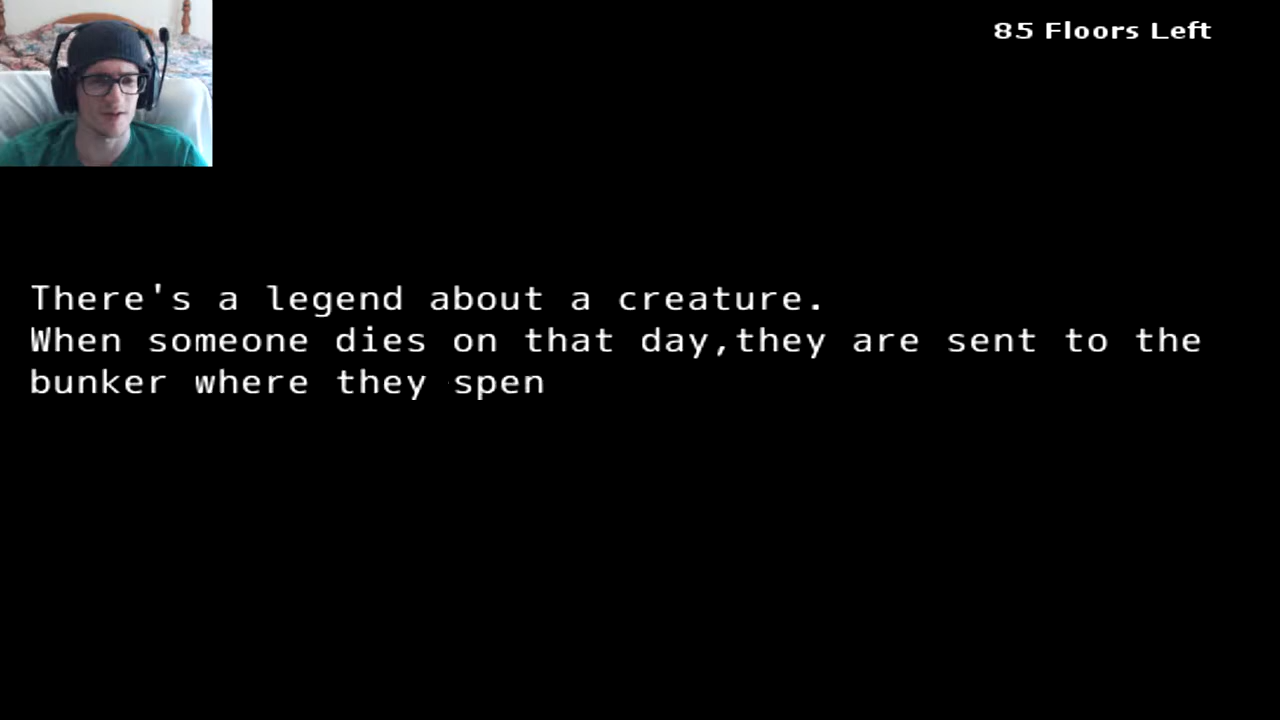 85 Floors Left
There's a legend about a creature.
When someone dies on that day,they are sent to the
bunker where they spen